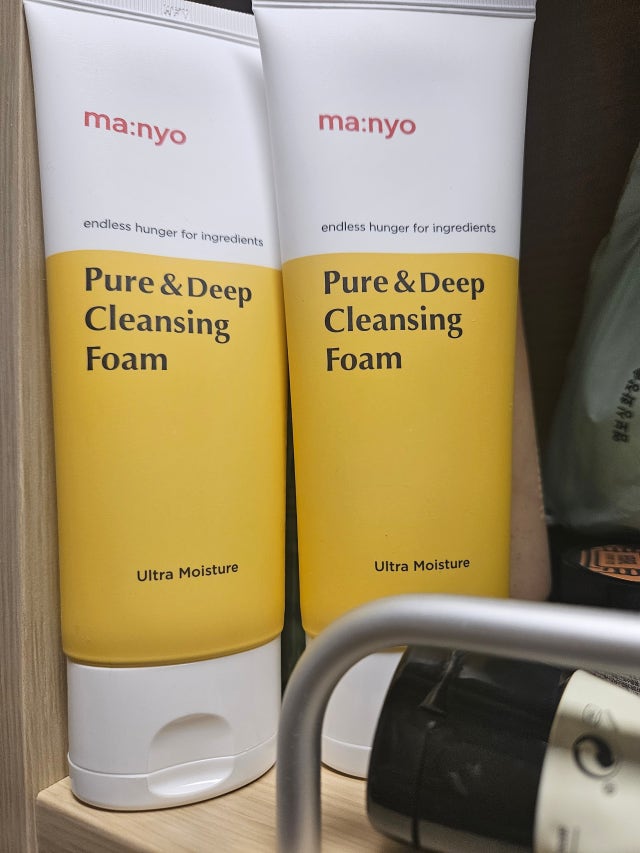 ma:nyo
endless hunger for ingredients
Pure & Deep
Cleansing
Foam
Ultra Moisture
ma:nyo
endless hunger for ingredients
Pure & Deep
Cleansing
Foam
Ultra Moisture